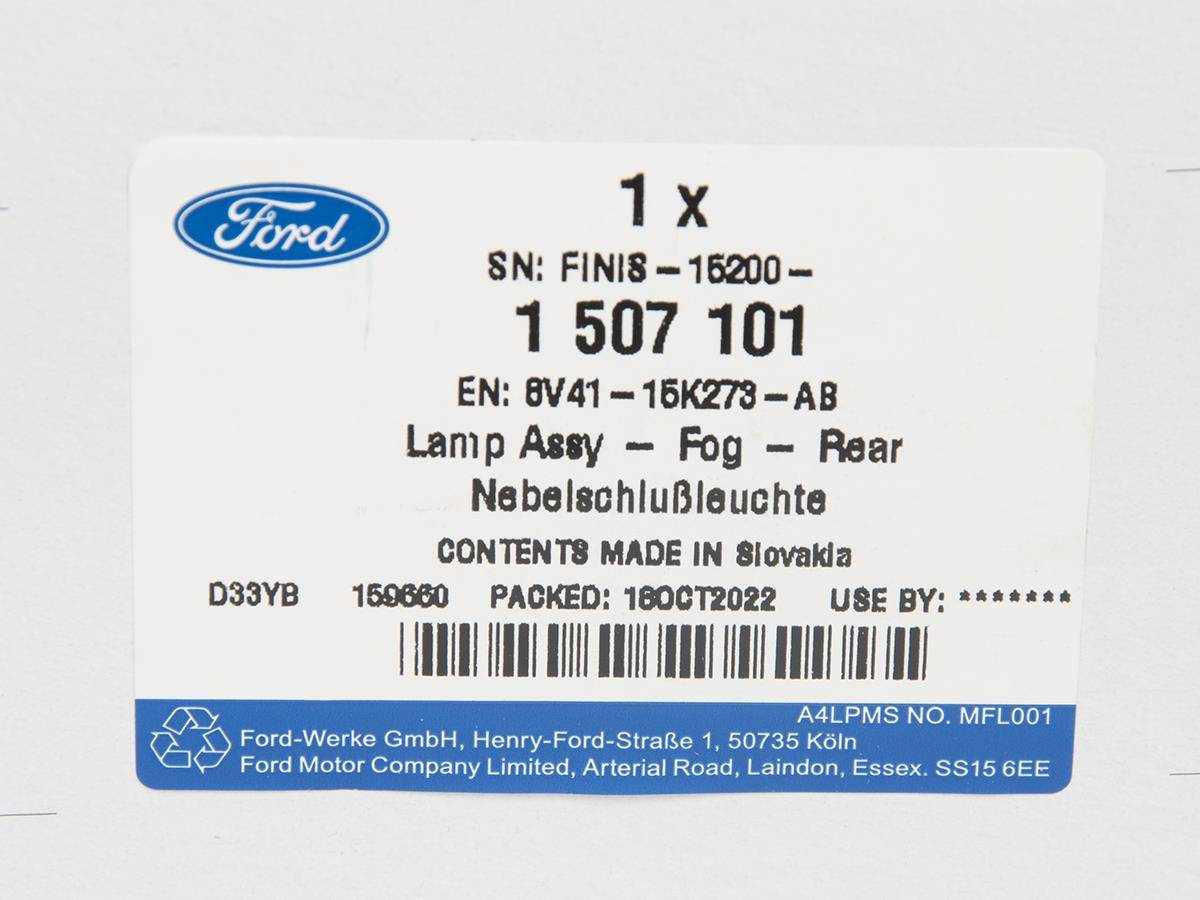 Ford
1 x
SN: FINIS-15200-
1 507 101
EN: 8V41-15K273-AB
Lamp Assy - Fog - Rear
Nebelschlußleuchte
CONTENTS MADE IN Slovakia
D33YB 159660 PACKED: 18OCT2022 USE BY: *******
A4LPMS NO. MFL001
Ford-Werke GmbH, Henry-Ford-Straße 1, 50735 Köln
Ford Motor Company Limited, Arterial Road, Laindon, Essex. SS15 6EE